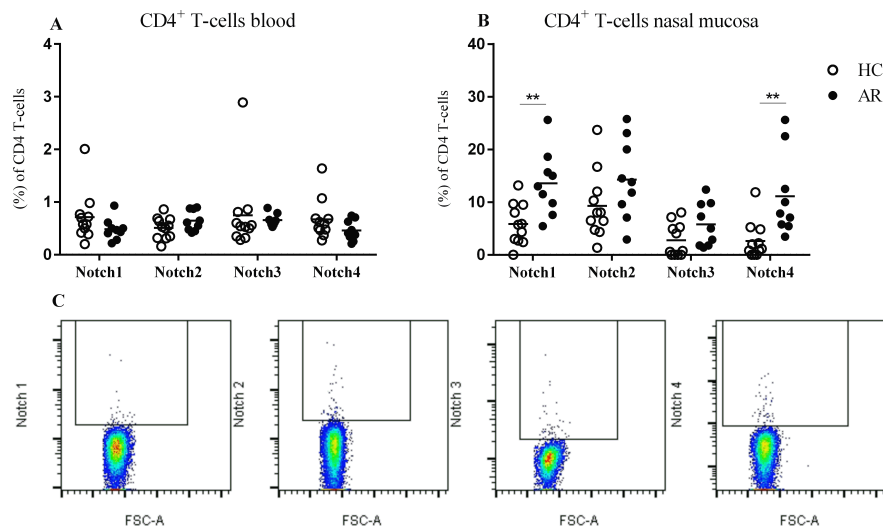 A
CD4+ T-cells blood
(%) of CD4 T-cells
4
3
2
1
0
Notch1
Notch2
Notch3
Notch4
B
CD4+ T-cells nasal mucosa
(%) of CD4 T-cells
40
30
20
10
0
**
**
Notch1
Notch2
Notch3
Notch4
HC
AR
C
Notch 1
FSC-A
Notch 2
FSC-A
Notch 3
FSC-A
Notch 4
FSC-A